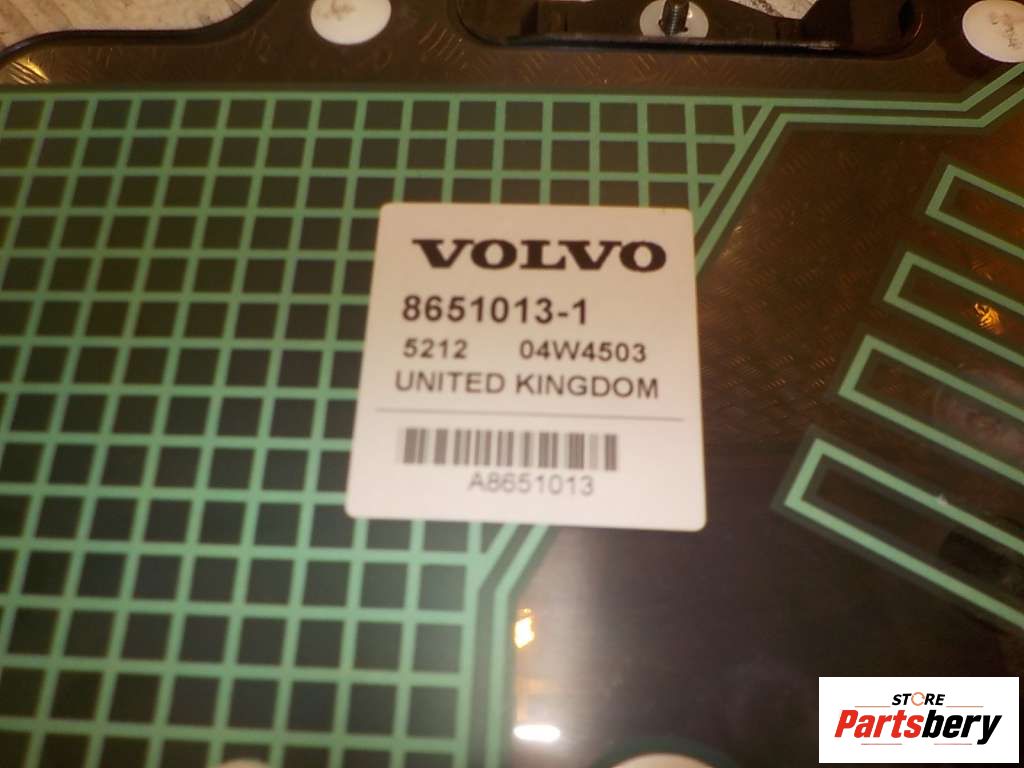 VOLVO
8651013-1
5212 04W4503
UNITED KINGDOM
A8651013
STORE
Partsbery